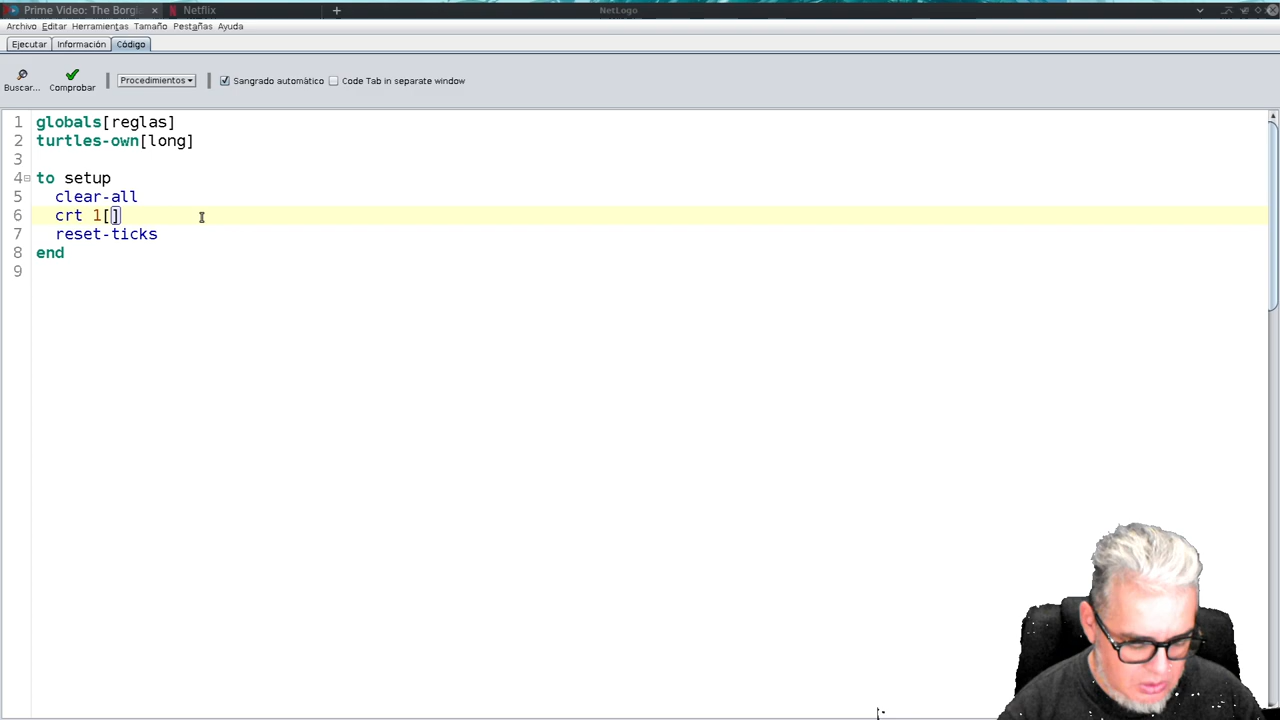 Prime Video: The Borgi
Netflix
NetLogo
Archivo Editar Herramientas Tamaño Pestañas Ayuda
Ejecutar Información Código
Buscar... Comprobar Procedimientos Sangrado automático Code Tab in separate window
1 globals[reglas]
2 turtles-own[long]
3
4 to setup
5 clear-all
6 crt 1[]
7 reset-ticks
8 end
9